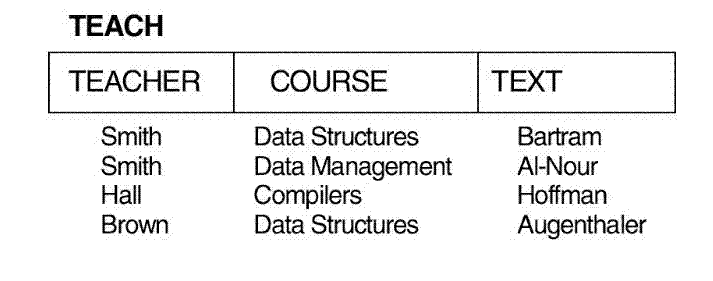 TEACH
TEACHER COURSE TEXT
Smith Data Structures Bartram
Smith Data Management Al-Nour
Hall Compilers Hoffman
Brown Data Structures Augenthaler